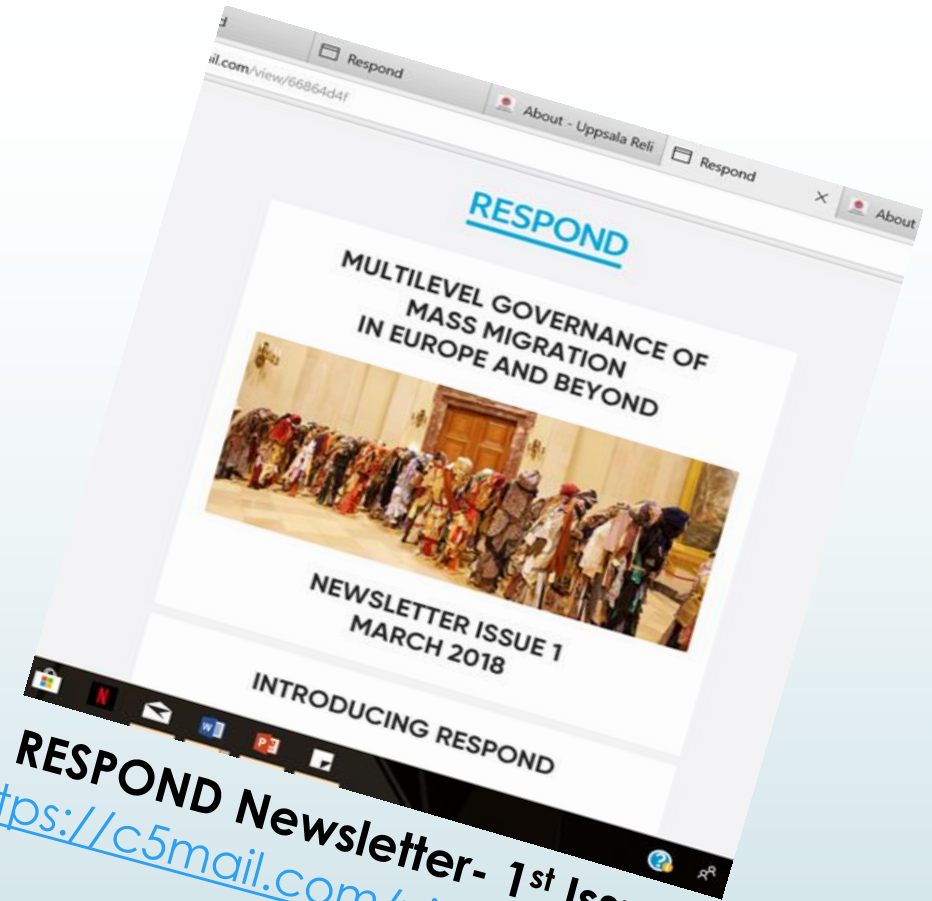 Respond
il.com/view/66864d4f
About - Uppsala Reli
Respond
About
RESPOND
MULTILEVEL GOVERNANCE OF
MASS MIGRATION
IN EUROPE AND BEYOND
NEWSLETTER ISSUE 1
MARCH 2018
INTRODUCING RESPOND
RESPOND Newsletter- 1st
tps://c5mail.com/